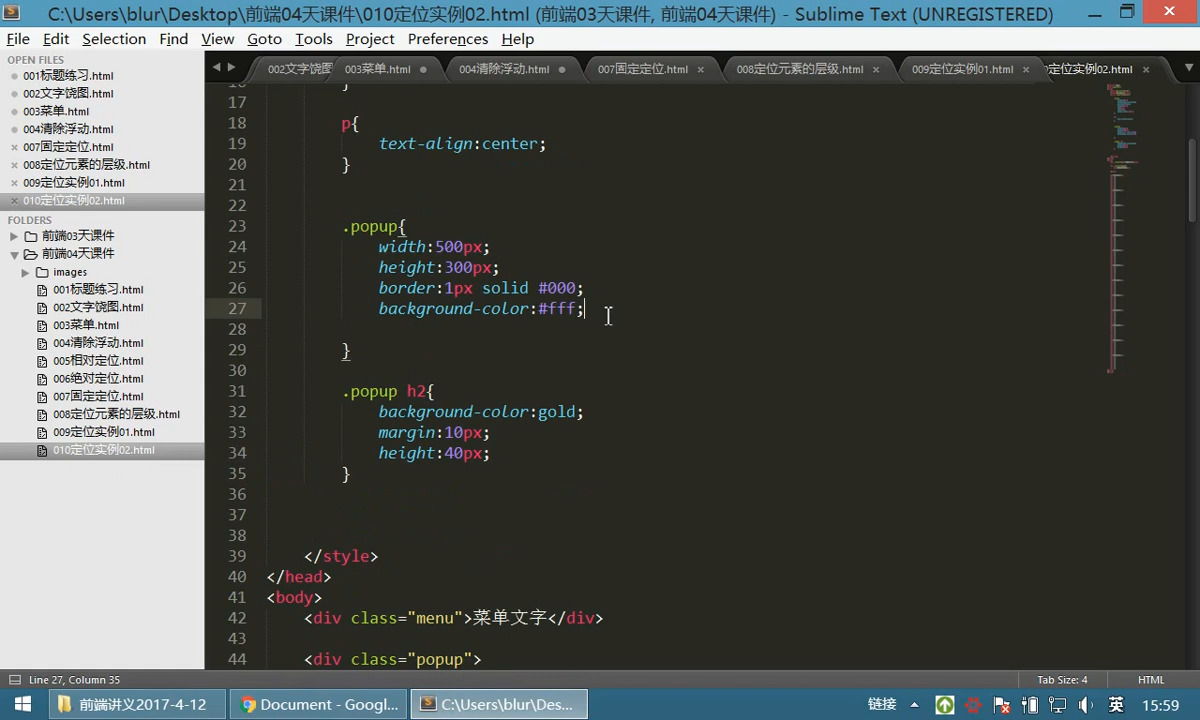 C:\Users\blur\Desktop\前端04天课件\010定位实例02.html (前端03天课件, 前端04天课件) - Sublime Text (UNREGISTERED)
File Edit Selection Find View Goto Tools Project Preferences Help
OPEN FILES
001标题练习.html
002文字饶图.html
003菜单.html
004清除浮动.html
007固定定位.html
008定位元素的层级.html
009定位实例01.html
010定位实例02.html
FOLDERS
前端03天课件
前端04天课件
images
001标题练习.html
002文字饶图.html
003菜单.html
004清除浮动.html
005相对定位.html
006绝对定位.html
007固定定位.html
008定位元素的层级.html
009定位实例01.html
010定位实例02.html
002文字饶图 003菜单.html 004清除浮动.html 007固定定位.html 008定位元素的层级.html 009定位实例01.html 定位实例02.html
17
18 p{
19 text-align:center;
20 }
21
22
23 .popup{
24 width:500px;
25 height:300px;
26 border:1px solid #000;
27 background-color:#fff;
28
29 }
30
31 .popup h2{
32 background-color:gold;
33 margin:10px;
34 height:40px;
35 }
36
37
38
39 </style>
40 </head>
41 <body>
42 <div class="menu">菜单文字</div>
43
44 <div class="popup">
Line 27, Column 35 Tab Size: 4 HTML
前端讲义2017-4-12 Document - Googl... C:\Users\blur\Des... 链接 英 15:59